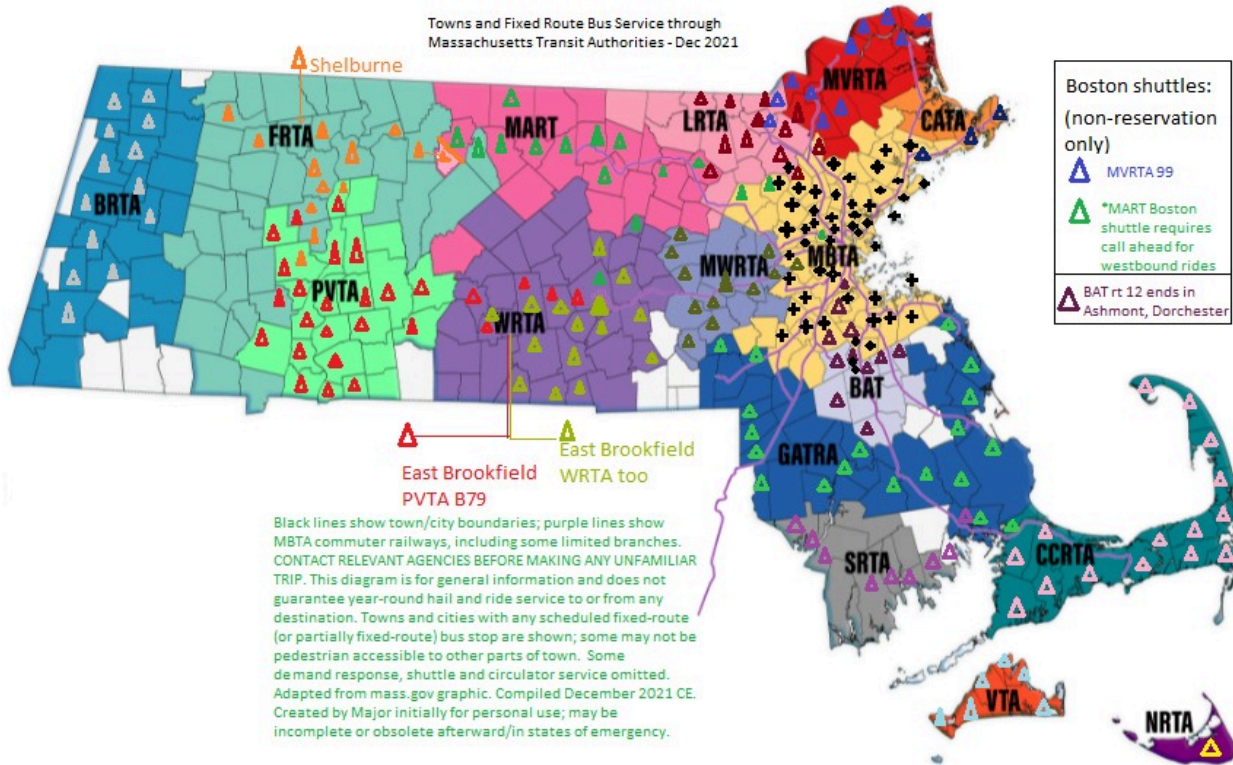 Towns and Fixed Route Bus Service through
Massachusetts Transit Authorities - Dec 2021
Shelburne
FRTA
BRTA
PVTA
MART
LRTA
MVRTA
CATA
WRTA
MWRTA
MBTA
BAT
GATRA
SRTA
CCRTA
VTA
NRTA
Boston shuttles:
(non-reservation
only)
MVRTA 99
*MART Boston
shuttle requires
call ahead for
westbound rides
BAT rt 12 ends in
Ashmont, Dorchester
East Brookfield
PVTA B79
East Brookfield
WRTA too
Black lines show town/city boundaries; purple lines show
MBTA commuter railways, including some limited branches.
CONTACT RELEVANT AGENCIES BEFORE MAKING ANY UNFAMILIAR
TRIP. This diagram is for general information and does not
guarantee year-round hail and ride service to or from any
destination. Towns and cities with any scheduled fixed-route
(or partially fixed-route) bus stop are shown; some may not be
pedestrian accessible to other parts of town. Some
demand response, shuttle and circulator service omitted.
Adapted from mass.gov graphic. Compiled December 2021 CE.
Created by Major initially for personal use; may be
incomplete or obsolete afterward/in states of emergency.